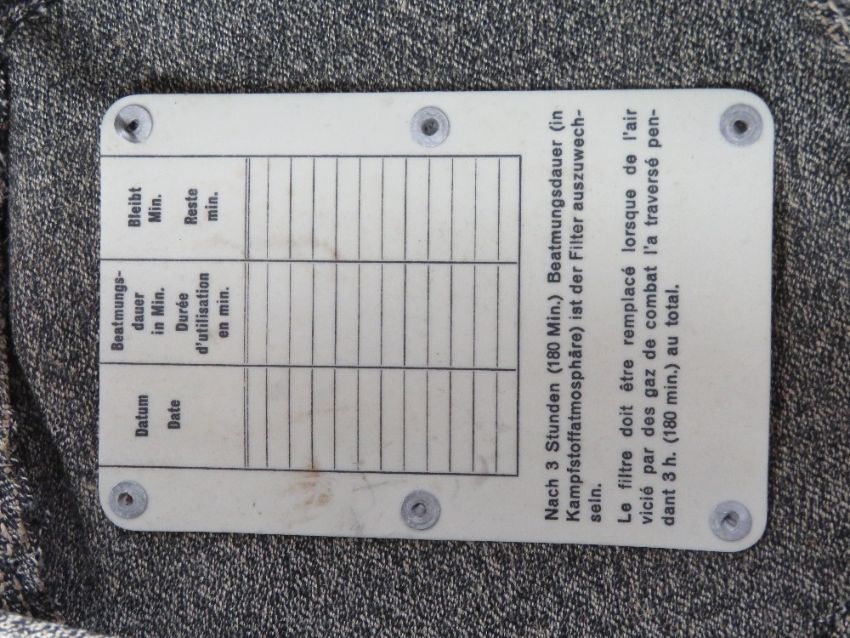 Datum
Date
Beatmungs-
dauer
in Min.
Durée
d'utilisation
en min.
Bleibt
Min.
Reste
min.
Nach 3 Stunden (180 Min.) Beatmungsdauer (in
Kampfstoffatmosphäre) ist der Filter auszuwech-
seln.
Le filtre doit être remplacé lorsque de l'air
vicié par des gaz de combat l'a traversé pen-
dant 3 h. (180 min.) au total.